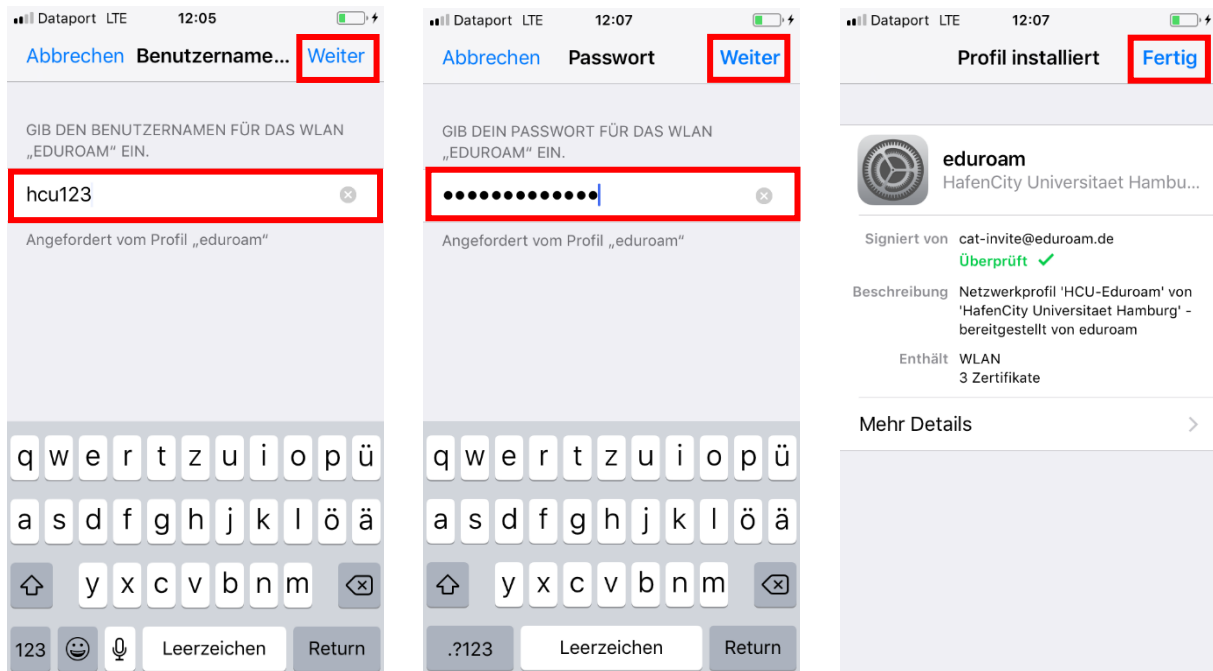 Dataport LTE 12:05
Abbrechen Benutzername... Weiter
GIB DEN BENUTZERNAMEN FÜR DAS WLAN
„EDUROAM“ EIN.
hcu123
Angefordert vom Profil „eduroam“
q w e r t z u i o p ü
a s d f g h j k l ö ä
y x c v b n m
123 Leerzeichen Return
Dataport LTE 12:07
Abbrechen Passwort Weiter
GIB DEIN PASSWORT FÜR DAS WLAN
„EDUROAM“ EIN.
●●●●●●●●●●●●●
Angefordert vom Profil „eduroam“
q w e r t z u i o p ü
a s d f g h j k l ö ä
y x c v b n m
.?123 Leerzeichen Return
Dataport LTE 12:07
Profil installiert Fertig
eduroam
HafenCity Universitaet Hambu...
Signiert von cat-invite@eduroam.de
Überprüft ✓
Beschreibung Netzwerkprofil 'HCU-Eduroam' von
'HafenCity Universitaet Hamburg' -
bereitgestellt von eduroam
Enthält WLAN
3 Zertifikate
Mehr Details